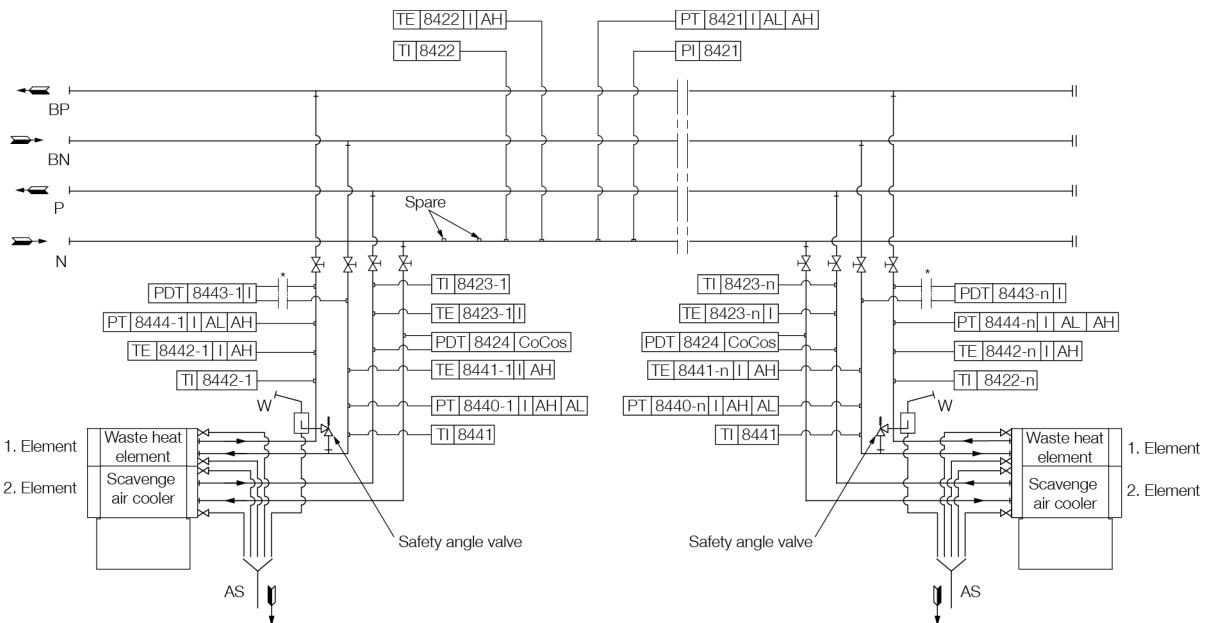 TE 8422 I AH
PT 8421 I AL AH
TI 8422
PI 8421
BP
BN
P
Spare
N
*
*
PDT 8443-1 I
TI 8423-1
TI 8423-n
PDT 8443-n I
PT 8444-1 I AL AH
TE 8423-1 I
TE 8423-n I
PT 8444-n I AL AH
TE 8442-1 I AH
PDT 8424 CoCos
PDT 8424 CoCos
TE 8442-n I AH
TI 8442-1
TE 8441-1 I AH
TE 8441-n I AH
TI 8422-n
W
PT 8440-1 I AH AL
PT 8440-n I AH AL
W
TI 8441
TI 8441
1. Element
Waste heat
element
Waste heat
element
1. Element
2. Element
Scavenge
air cooler
Scavenge
air cooler
2. Element
Safety angle valve
Safety angle valve
AS
AS